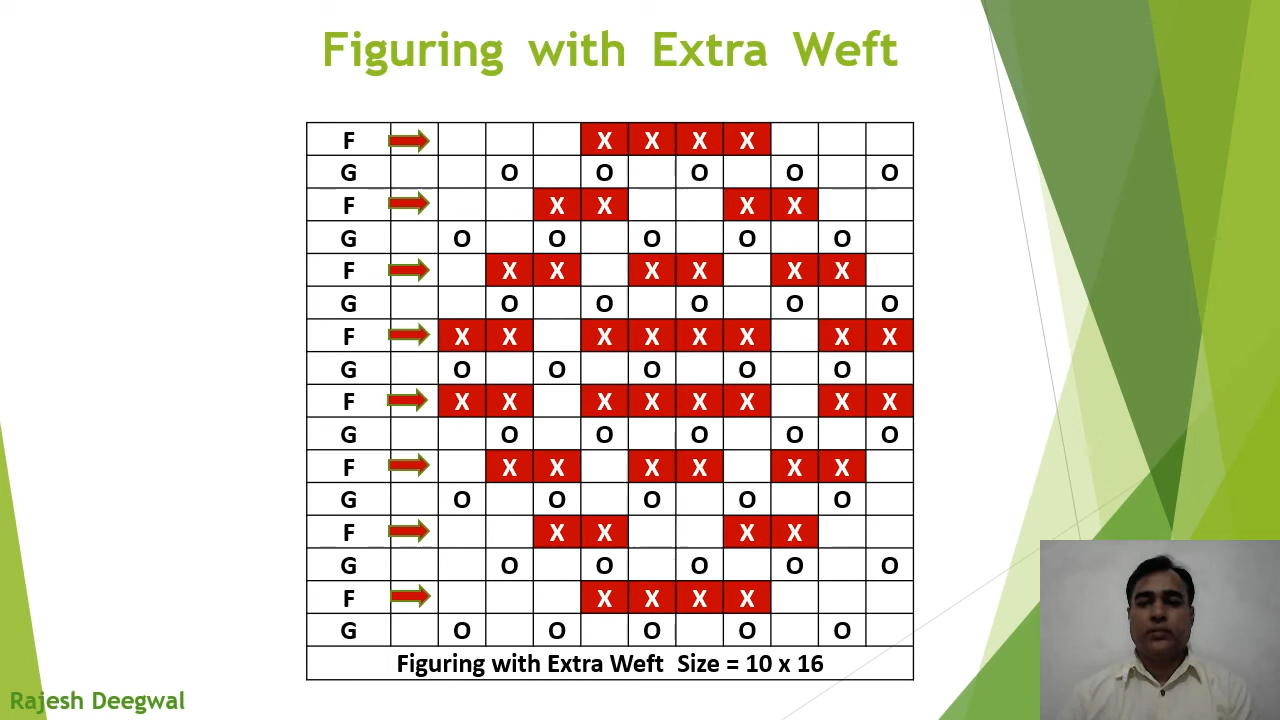 Figuring with Extra Weft
F X X X X
G O O O O O
F X X X X
G O O O O O
F X X X X X X
G O O O O O
F X X X X X X X X
G O O O O O
F X X X X X X X X
G O O O O O
F X X X X X X
G O O O O O
F X X X X
G O O O O O
F X X X X
G O O O O O
Figuring with Extra Weft Size = 10 x 16
Rajesh Deegwal